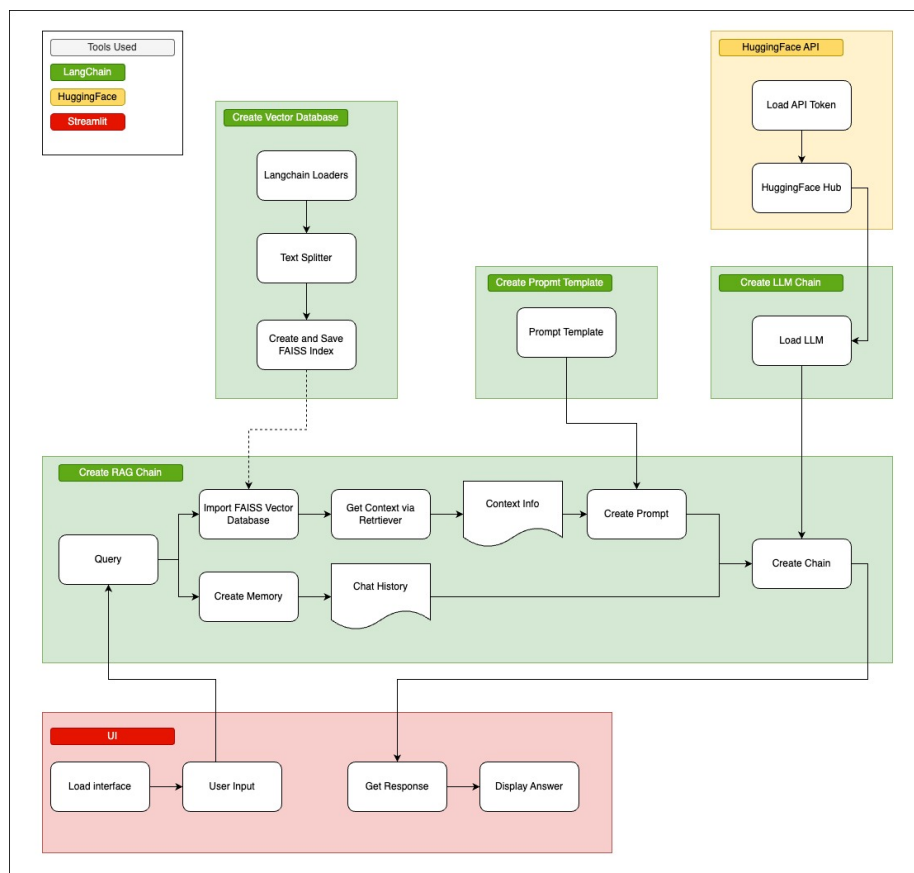 Tools Used
LangChain
HuggingFace
Streamlit
HuggingFace API
Load API Token
HuggingFace Hub
Create Vector Database
Langchain Loaders
Text Splitter
Create and Save
FAISS Index
Create Propmt Template
Prompt Template
Create LLM Chain
Load LLM
Create RAG Chain
Query
Import FAISS Vector
Database
Get Context via
Retrtiever
Context Info
Create Prompt
Create Memory
Chat History
Create Chain
UI
Load interface
User Input
Get Response
Display Answer